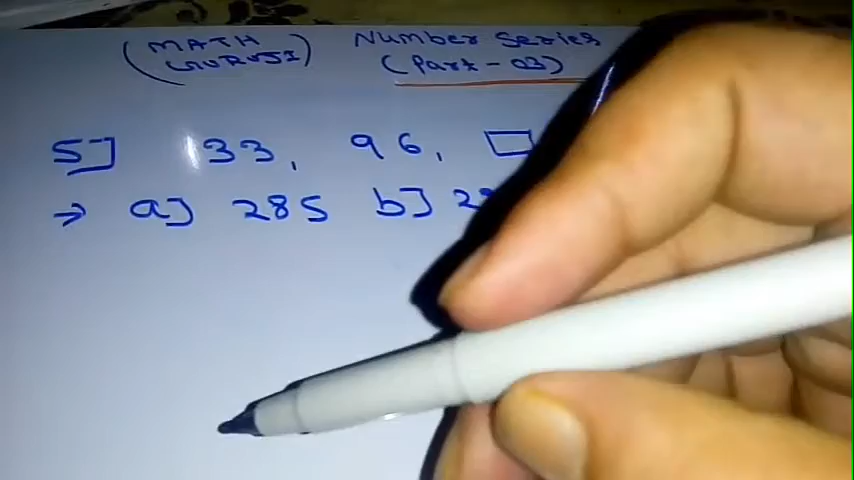 (MATH GURUJI) Number Series
(Part - 03)
5] 33, 96, □
→ a] 285 b]